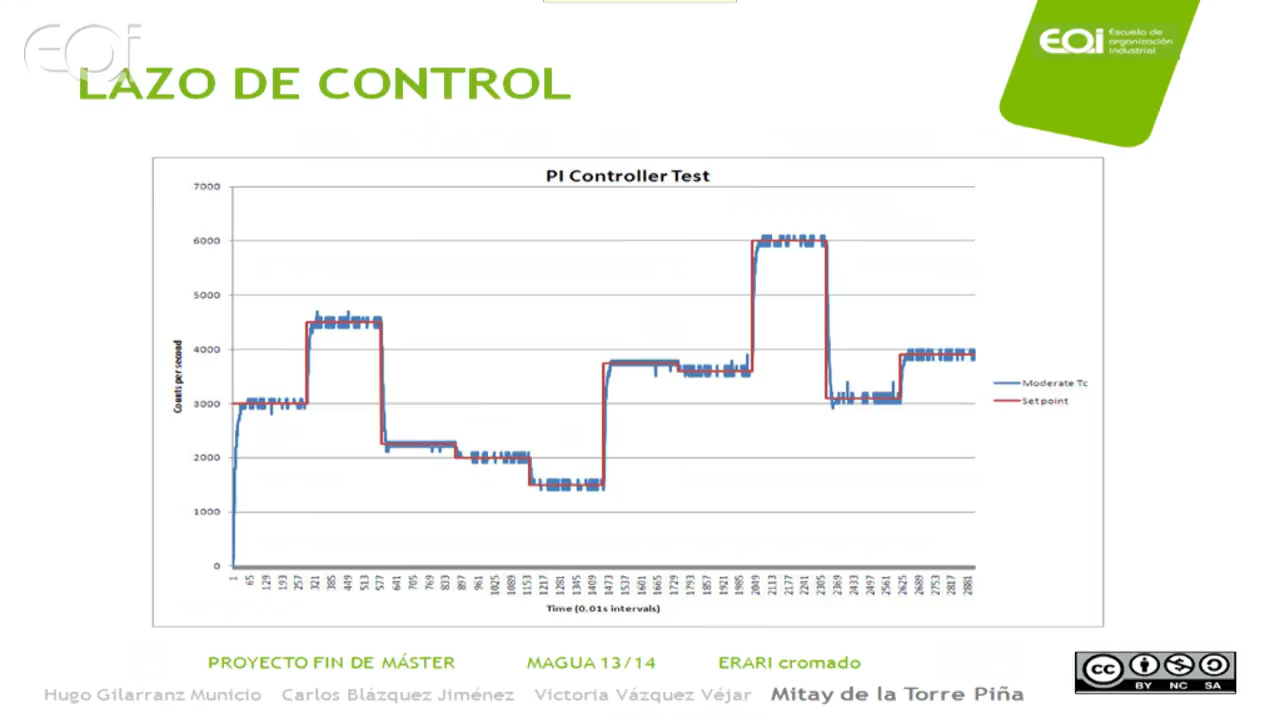 EOi
EOi Escuela de
organización
industrial
LAZO DE CONTROL
PI Controller Test
7000
6000
5000
4000
3000
2000
1000
0
Counts per second
Moderate Tc
Set point
1 65 129 193 257 321 385 449 513 577 641 705 769 833 897 961 1025 1089 1153 1217 1281 1345 1409 1473 1537 1601 1665 1729 1793 1857 1921 1985 2049 2113 2177 2241 2305 2369 2433 2497 2561 2625 2689 2753 2817 2881
Time (0.01s intervals)
PROYECTO FIN DE MÁSTER MAGUA 13/14 ERARI cromado
Hugo Gilarranz Municio Carlos Blázquez Jiménez Victoria Vázquez Véjar Mitay de la Torre Piña
cc
BY NC SA